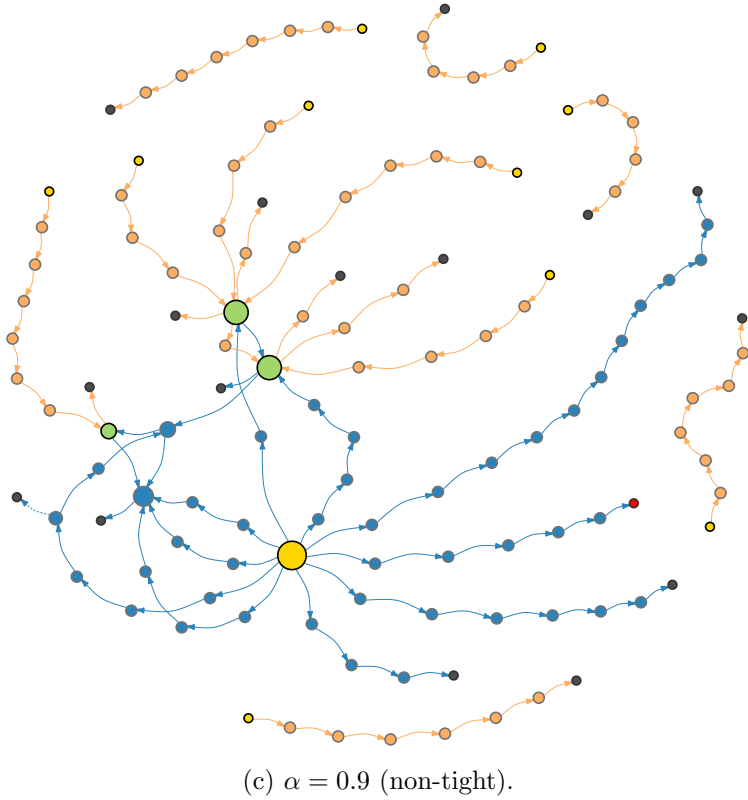 (c) α = 0.9 (non-tight).